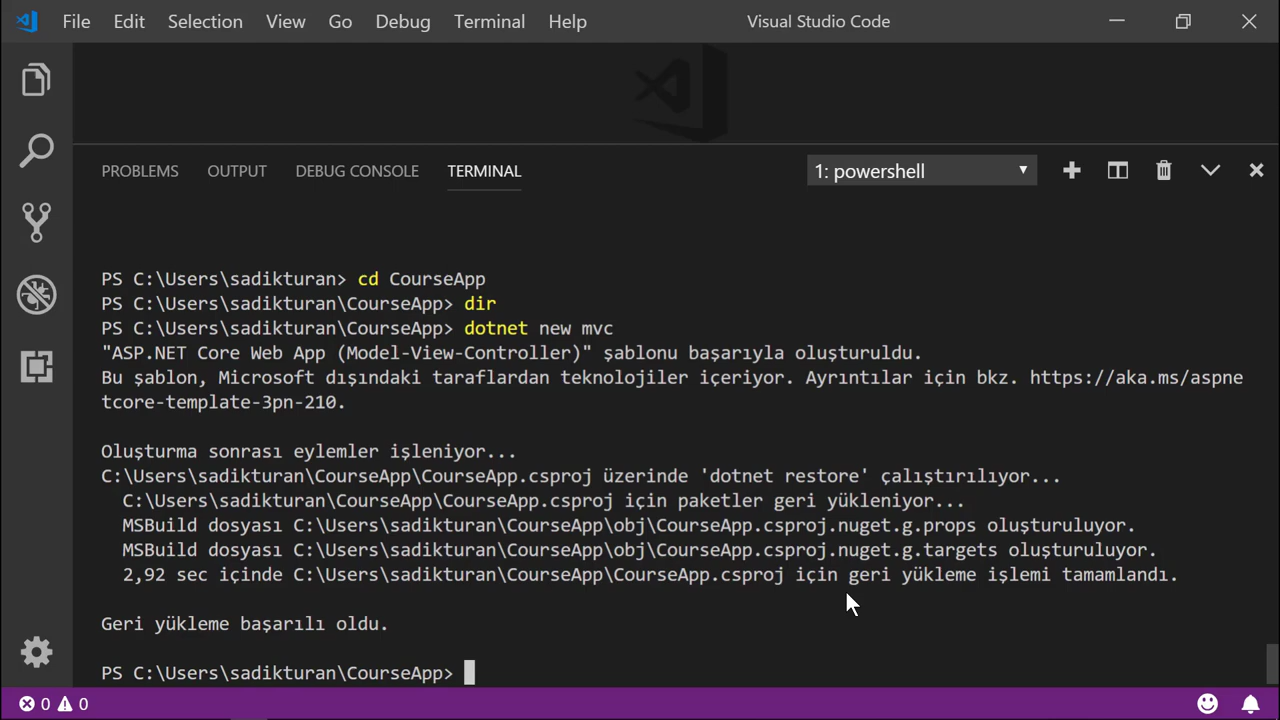 File Edit Selection View Go Debug Terminal Help Visual Studio Code
PROBLEMS OUTPUT DEBUG CONSOLE TERMINAL 1: powershell
PS C:\Users\sadikturan> cd CourseApp
PS C:\Users\sadikturan\CourseApp> dir
PS C:\Users\sadikturan\CourseApp> dotnet new mvc
"ASP.NET Core Web App (Model-View-Controller)" şablonu başarıyla oluşturuldu.
Bu şablon, Microsoft dışındaki taraflardan teknolojiler içeriyor. Ayrıntılar için bkz. https://aka.ms/aspne
tcore-template-3pn-210.
Oluşturma sonrası eylemler işleniyor...
C:\Users\sadikturan\CourseApp\CourseApp.csproj üzerinde 'dotnet restore' çalıştırılıyor...
C:\Users\sadikturan\CourseApp\CourseApp.csproj için paketler geri yükleniyor...
MSBuild dosyası C:\Users\sadikturan\CourseApp\obj\CourseApp.csproj.nuget.g.props oluşturuluyor.
MSBuild dosyası C:\Users\sadikturan\CourseApp\obj\CourseApp.csproj.nuget.g.targets oluşturuluyor.
2,92 sec içinde C:\Users\sadikturan\CourseApp\CourseApp.csproj için geri yükleme işlemi tamamlandı.
Geri yükleme başarılı oldu.
PS C:\Users\sadikturan\CourseApp>
0 0